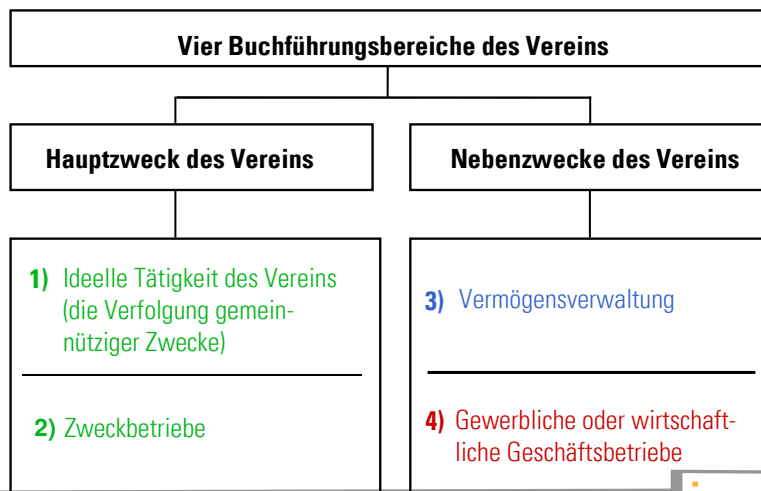 Vier Buchführungsbereiche des Vereins
Hauptzweck des Vereins
Nebenzwecke des Vereins
1) Ideelle Tätigkeit des Vereins
(die Verfolgung gemein-
nütziger Zwecke)
2) Zweckbetriebe
3) Vermögensverwaltung
4) Gewerbliche oder wirtschaft-
liche Geschäftsbetriebe